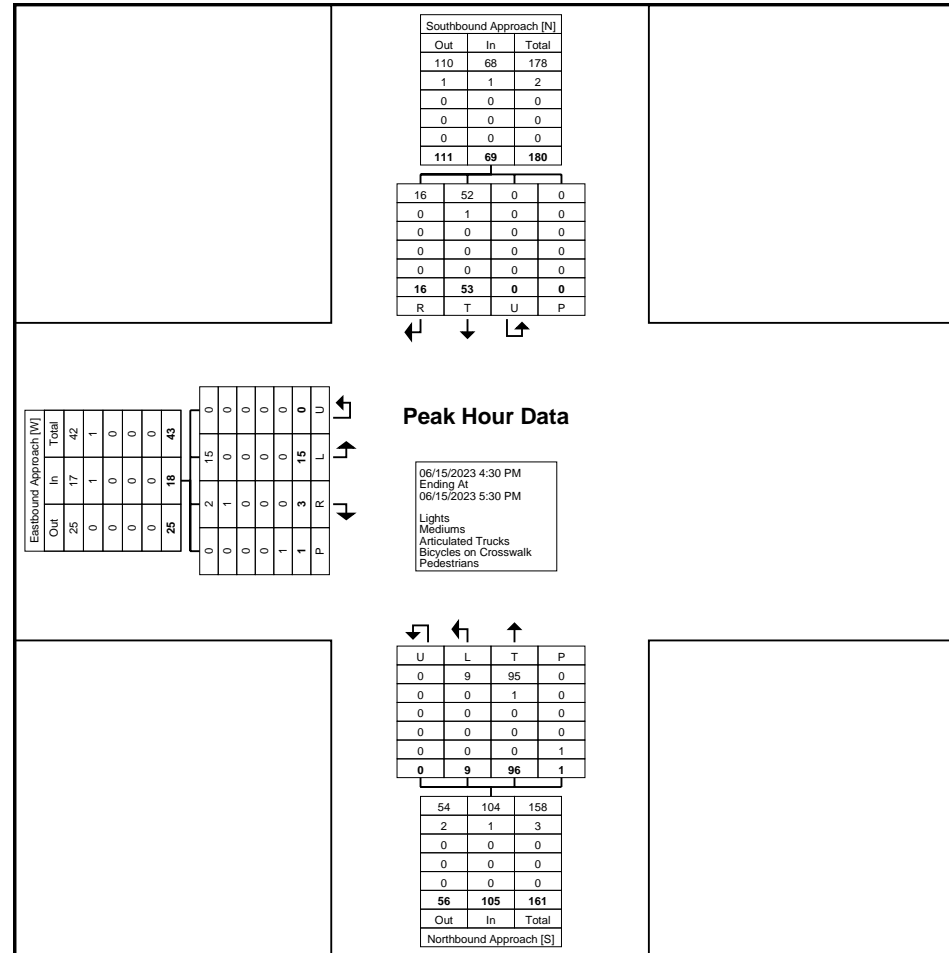 Southbound Approach [N]
Out In Total
110 68 178
1 1 2
0 0 0
0 0 0
0 0 0
111 69 180
16 52 0 0
0 1 0 0
0 0 0 0
0 0 0 0
0 0 0 0
16 53 0 0
R T U P
Eastbound Approach [W]
Out In Total
25 17 42
0 1 1
0 0 0
0 0 0
0 0 0
25 18 43
0 2 15 0
0 1 0 0
0 0 0 0
0 0 0 0
1 0 0 0
1 3 15 0
P R L U
Peak Hour Data
06/15/2023 4:30 PM
Ending At
06/15/2023 5:30 PM
Lights
Mediums
Articulated Trucks
Bicycles on Crosswalk
Pedestrians
U L T P
0 9 95 0
0 0 1 0
0 0 0 0
0 0 0 0
0 0 0 1
0 9 96 1
54 104 158
2 1 3
0 0 0
0 0 0
0 0 0
56 105 161
Out In Total
Northbound Approach [S]